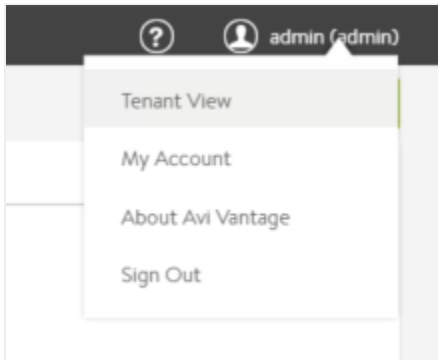 ? admin (admin)
Tenant View
My Account
About Avi Vantage
Sign Out